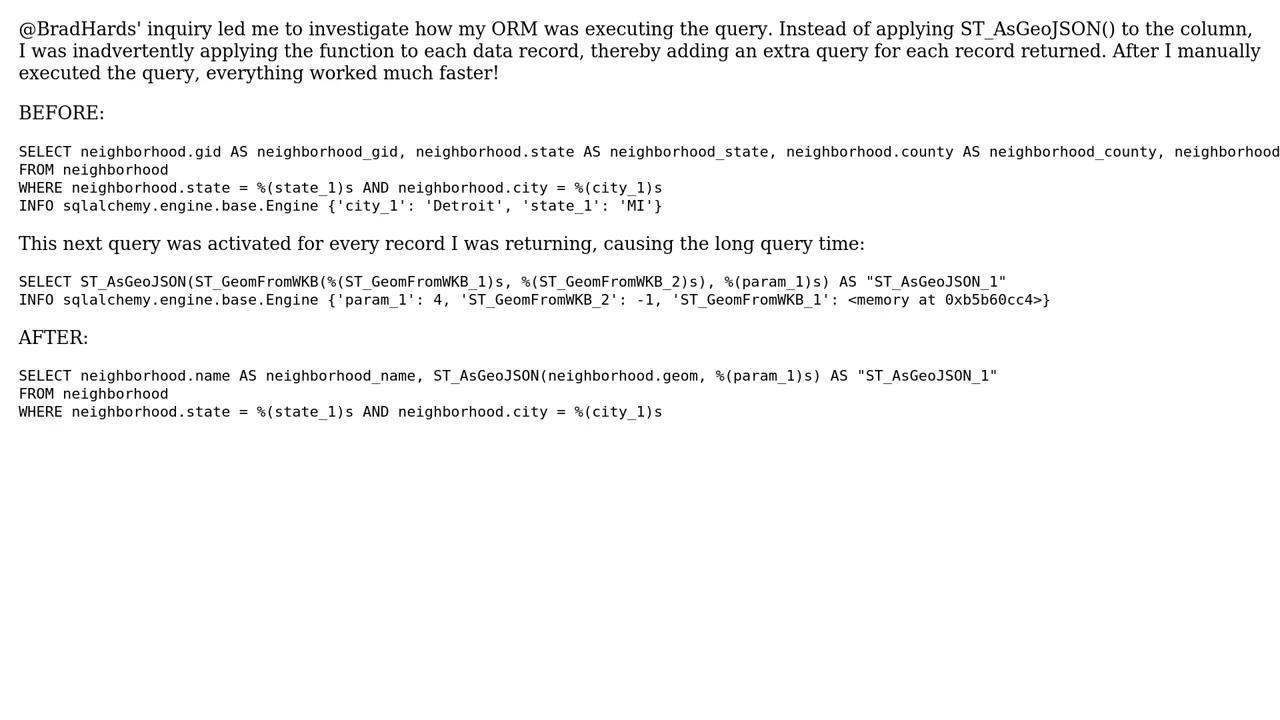 @BradHards' inquiry led me to investigate how my ORM was executing the query. Instead of applying ST_AsGeoJSON() to the column,
I was inadvertently applying the function to each data record, thereby adding an extra query for each record returned. After I manually
executed the query, everything worked much faster!
BEFORE:
SELECT neighborhood.gid AS neighborhood_gid, neighborhood.state AS neighborhood_state, neighborhood.county AS neighborhood_county, neighborhood
FROM neighborhood
WHERE neighborhood.state = %(state_1)s AND neighborhood.city = %(city_1)s
INFO sqlalchemy.engine.base.Engine {'city_1': 'Detroit', 'state_1': 'MI'}
This next query was activated for every record I was returning, causing the long query time:
SELECT ST_AsGeoJSON(ST_GeomFromWKB(%(ST_GeomFromWKB_1)s, %(ST_GeomFromWKB_2)s), %(param_1)s) AS "ST_AsGeoJSON_1"
INFO sqlalchemy.engine.base.Engine {'param_1': 4, 'ST_GeomFromWKB_2': -1, 'ST_GeomFromWKB_1': <memory at 0xb5b60cc4>}
AFTER:
SELECT neighborhood.name AS neighborhood_name, ST_AsGeoJSON(neighborhood.geom, %(param_1)s) AS "ST_AsGeoJSON_1"
FROM neighborhood
WHERE neighborhood.state = %(state_1)s AND neighborhood.city = %(city_1)s